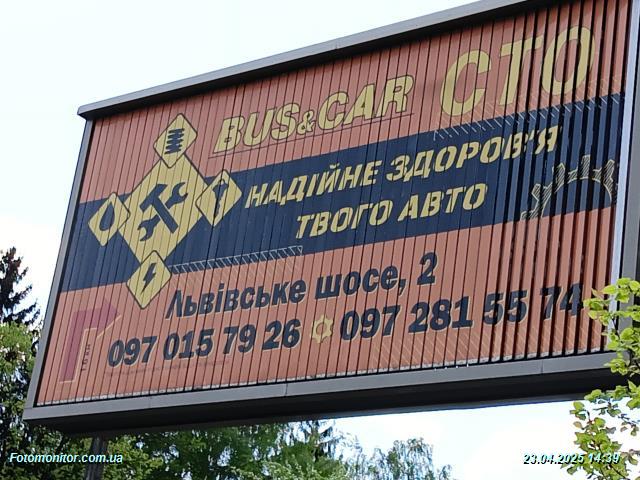 BUS&CAR СТО
НАДІЙНЕ ЗДОРОВ'Я
ТВОГО АВТО
Львівське шосе, 2
097 015 79 26 097 281 55 74
Fotomonitor.com.ua
23.04.2025 14:39